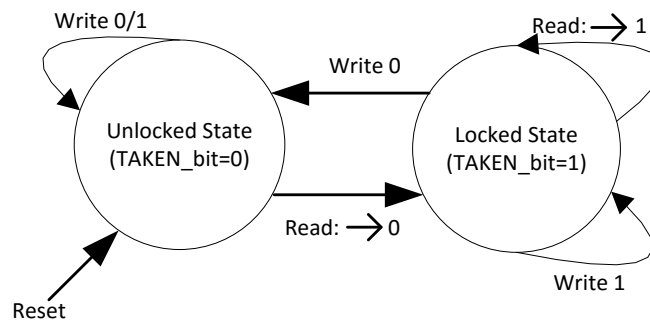 Write 0/1
Read: → 1
Write 0
Unlocked State
(TAKEN_bit=0)
Locked State
(TAKEN_bit=1)
Read: → 0
Write 1
Reset